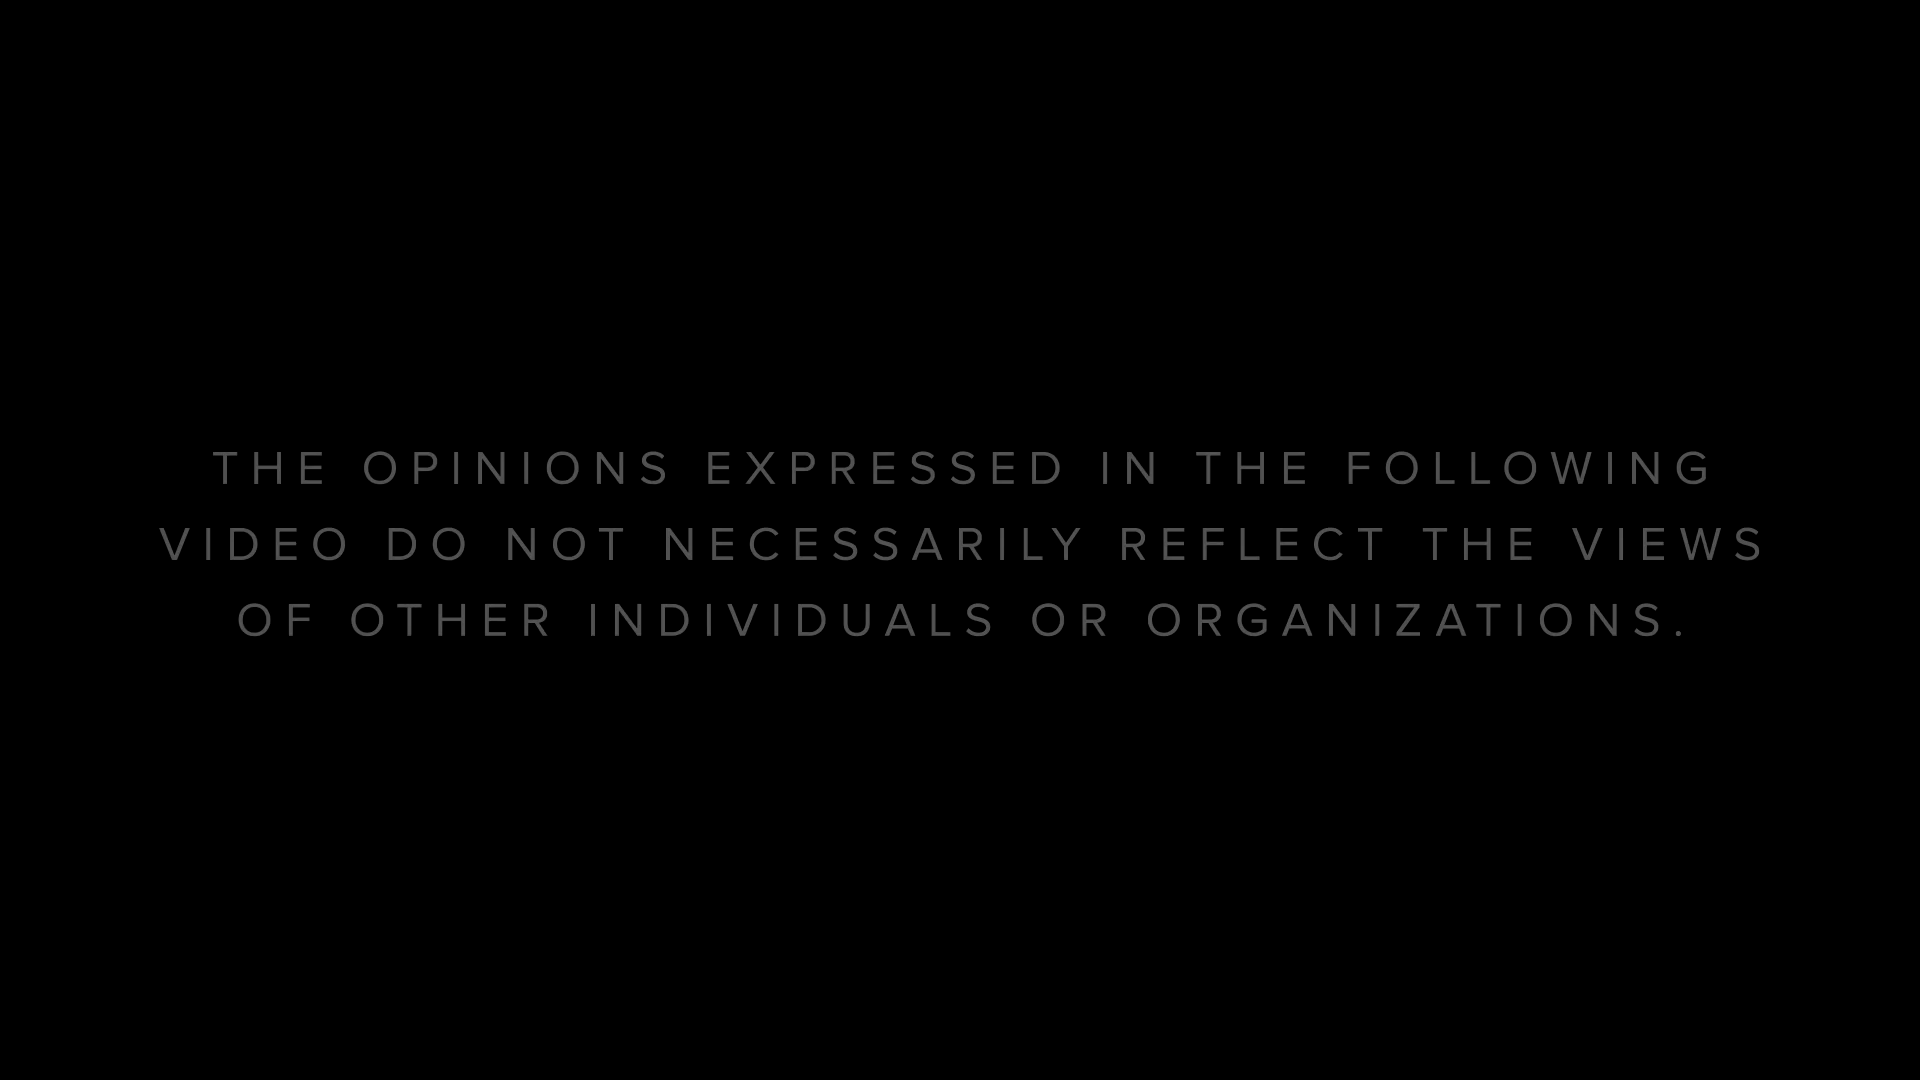 THE OPINIONS EXPRESSED IN THE FOLLOWING
VIDEO DO NOT NECESSARILY REFLECT THE VIEWS
OF OTHER INDIVIDUALS OR ORGANIZATIONS.